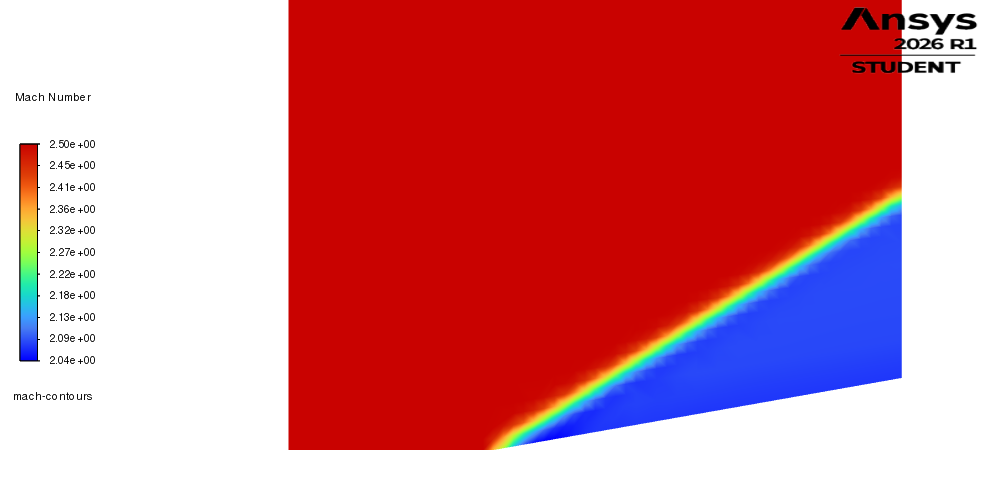 Ansys
2026 R1
STUDENT
Mach Number
2.50e+00
2.45e+00
2.41e+00
2.36e+00
2.32e+00
2.27e+00
2.22e+00
2.18e+00
2.13e+00
2.09e+00
2.04e+00
mach-contours